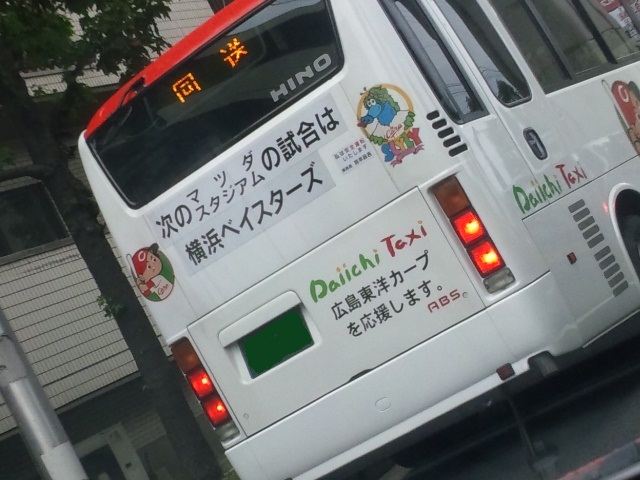 回送
HINO
次のマツダスタジアムの試合は
横浜ベイスターズ
Daiichi Taxi
広島東洋カープ
を応援します。
ABS
Daiichi Taxi